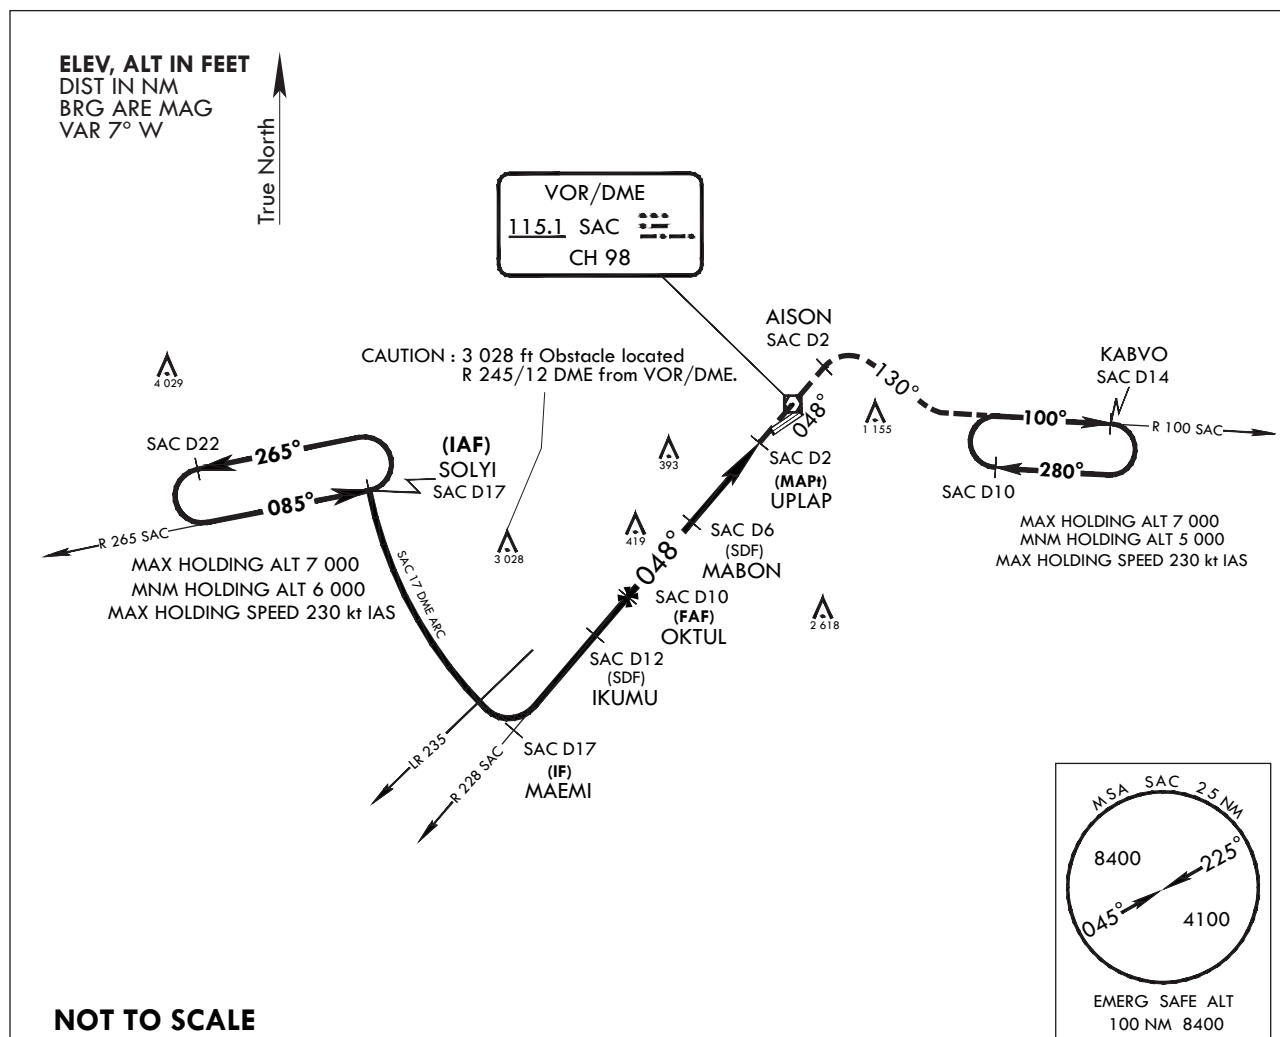 ELEV, ALT IN FEET
DIST IN NM
BRG ARE MAG
VAR 7° W
True North
VOR/DME
115.1 SAC
CH 98
AISON
SAC D2
CAUTION : 3 028 ft Obstacle located
R 245/12 DME from VOR/DME.
KABVO
SAC D14
4 029
130°
048°
1 155
100°
R 100 SAC
SAC D22
265°
(IAF)
SOLYI
SAC D17
393
SAC D2
(MAPt)
UPLAP
280°
SAC D10
085°
R 265 SAC
MAX HOLDING ALT 7 000
MNM HOLDING ALT 6 000
MAX HOLDING SPEED 230 kt IAS
3 028
419
SAC D6
(SDF)
MABON
MAX HOLDING ALT 7 000
MNM HOLDING ALT 5 000
MAX HOLDING SPEED 230 kt IAS
SAC 17 DME ARC
048°
SAC D10
(FAF)
OKTUL
2 618
SAC D12
(SDF)
IKUMU
LR 235
R 228 SAC
SAC D17
(IF)
MAEMI
MSA SAC 25 NM
8400
225°
045°
4100
EMERG SAFE ALT
100 NM 8400
NOT TO SCALE